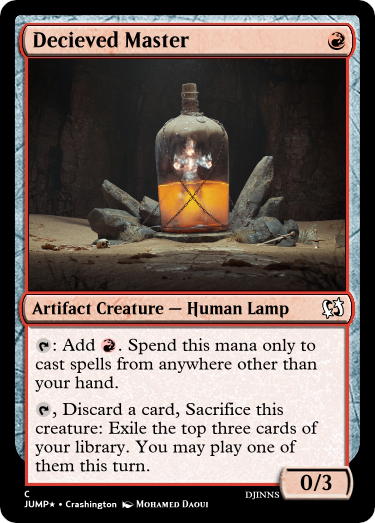 Decieved Master
Artifact Creature — Human Lamp
: Add . Spend this mana only to
cast spells from anywhere other than
your hand.
, Discard a card, Sacrifice this
creature: Exile the top three cards of
your library. You may play one of
them this turn.
0/3
C
DJINNS
JUMP★ • Crashington Mohamed Daoui